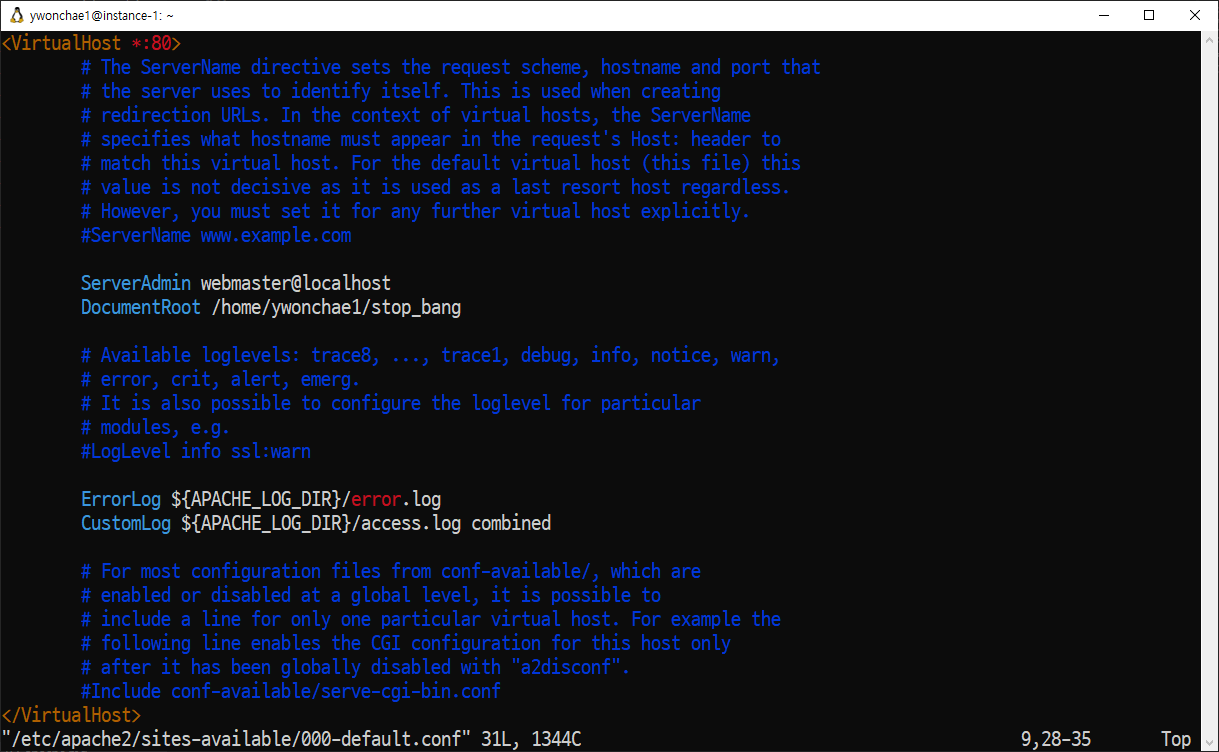 ywonchae1@instance-1: ~
<VirtualHost *:80>
# The ServerName directive sets the request scheme, hostname and port that
# the server uses to identify itself. This is used when creating
# redirection URLs. In the context of virtual hosts, the ServerName
# specifies what hostname must appear in the request's Host: header to
# match this virtual host. For the default virtual host (this file) this
# value is not decisive as it is used as a last resort host regardless.
# However, you must set it for any further virtual host explicitly.
#ServerName www.example.com
ServerAdmin webmaster@localhost
DocumentRoot /home/ywonchae1/stop_bang
# Available loglevels: trace8, ..., trace1, debug, info, notice, warn,
# error, crit, alert, emerg.
# It is also possible to configure the loglevel for particular
# modules, e.g.
#LogLevel info ssl:warn
ErrorLog ${APACHE_LOG_DIR}/error.log
CustomLog ${APACHE_LOG_DIR}/access.log combined
# For most configuration files from conf-available/, which are
# enabled or disabled at a global level, it is possible to
# include a line for only one particular virtual host. For example the
# following line enables the CGI configuration for this host only
# after it has been globally disabled with "a2disconf".
#Include conf-available/serve-cgi-bin.conf
</VirtualHost>
"/etc/apache2/sites-available/000-default.conf" 31L, 1344C 9,28-35 Top